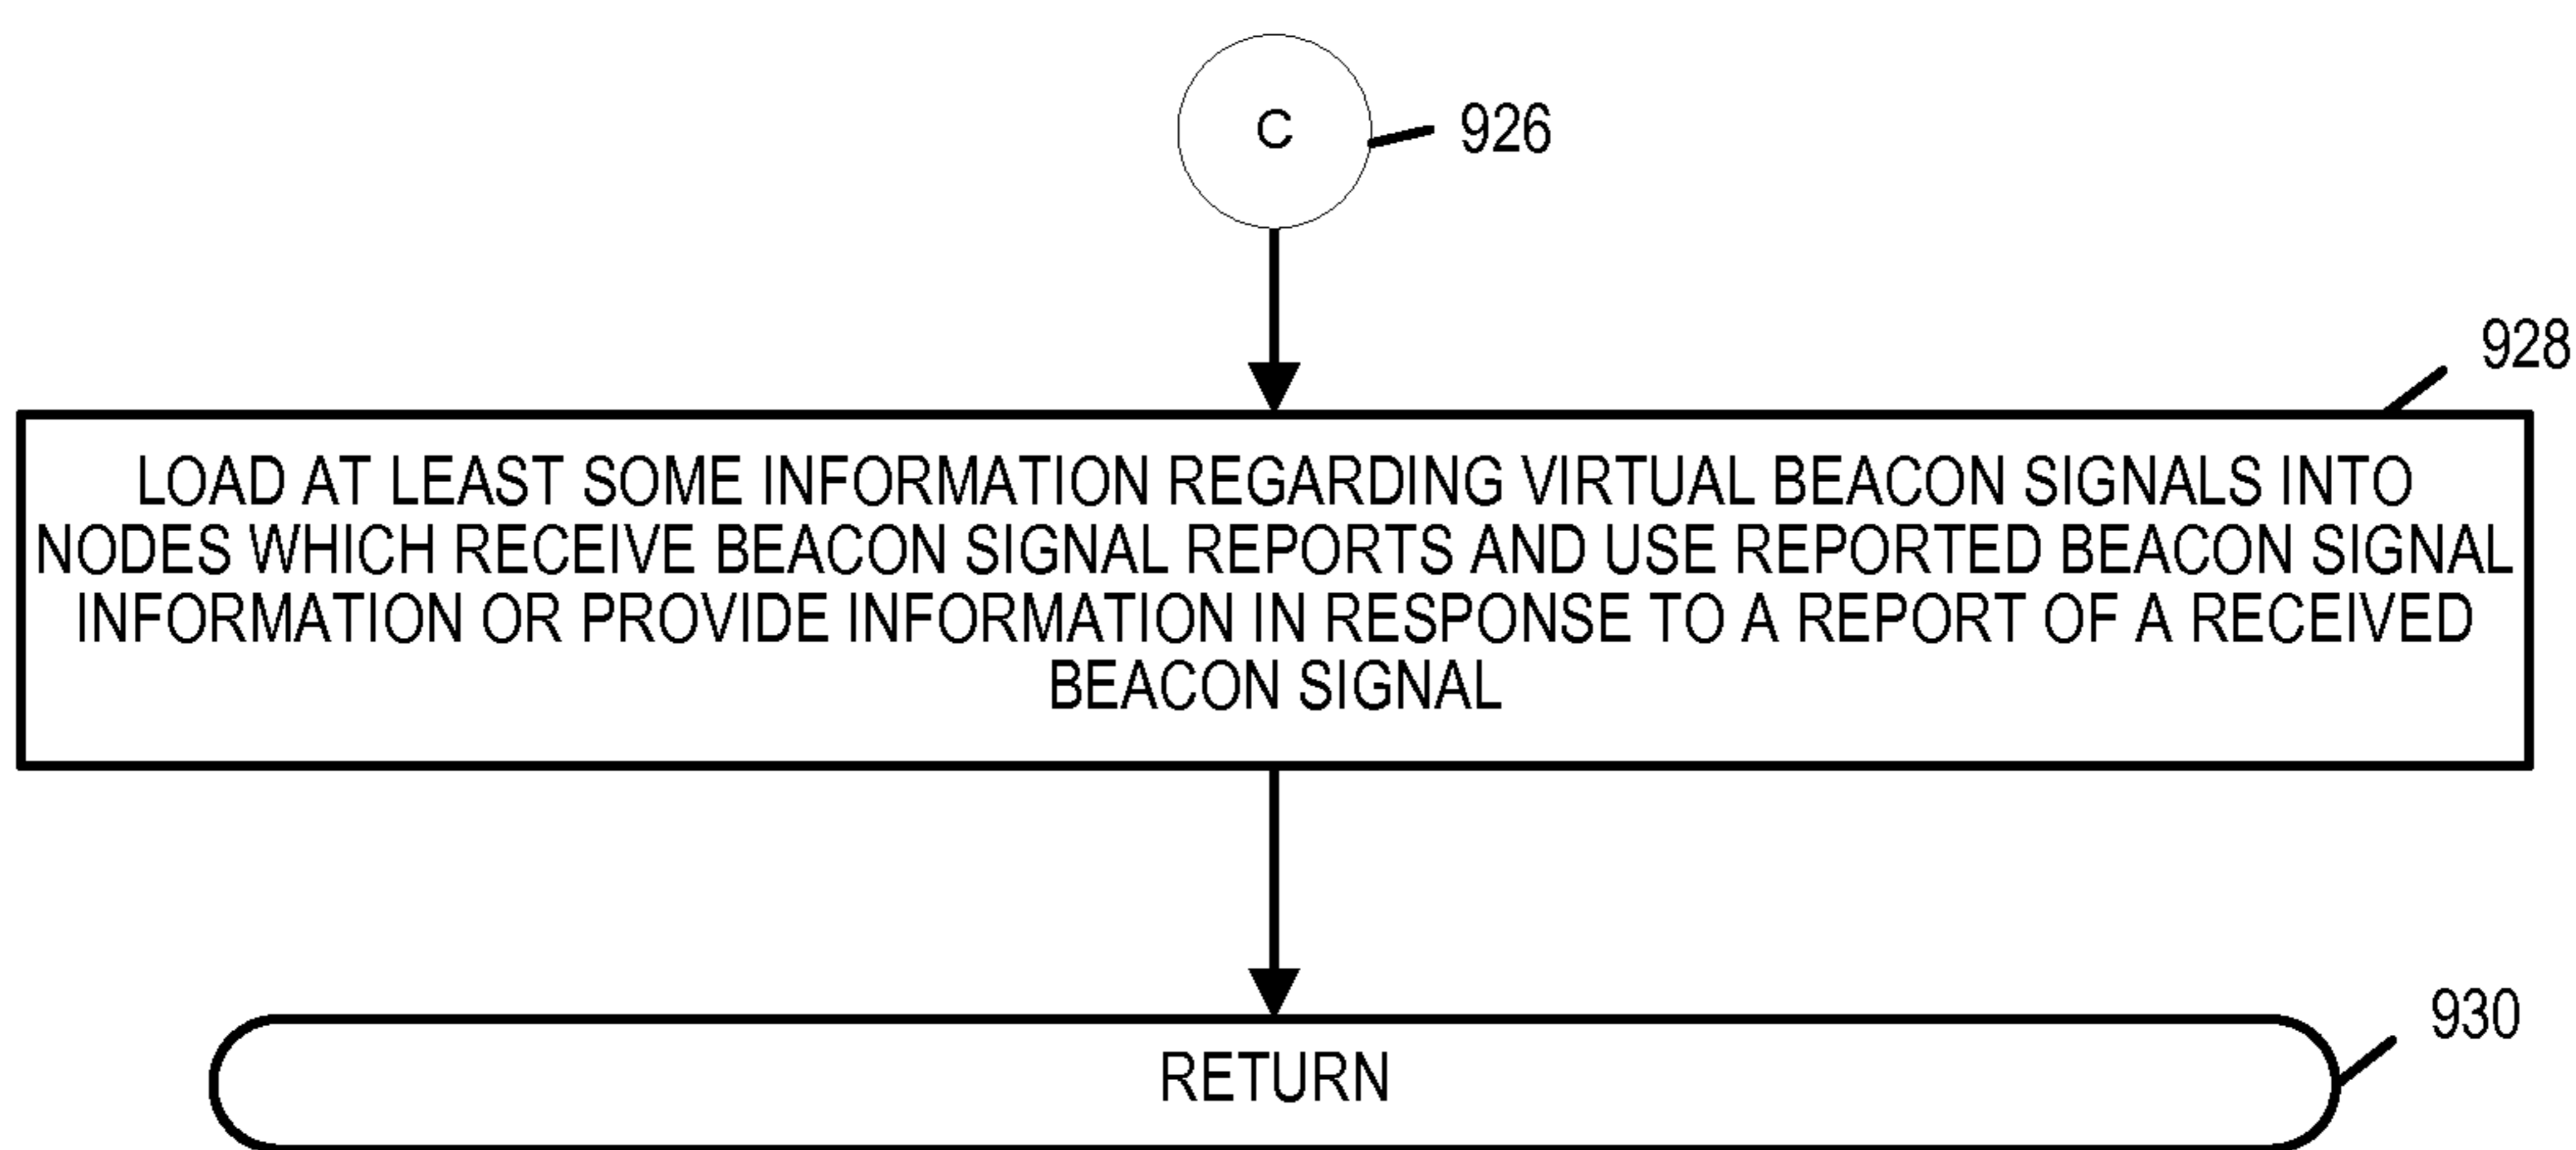 C
926
928
LOAD AT LEAST SOME INFORMATION REGARDING VIRTUAL BEACON SIGNALS INTO
NODES WHICH RECEIVE BEACON SIGNAL REPORTS AND USE REPORTED BEACON SIGNAL
INFORMATION OR PROVIDE INFORMATION IN RESPONSE TO A REPORT OF A RECEIVED
BEACON SIGNAL
930
RETURN